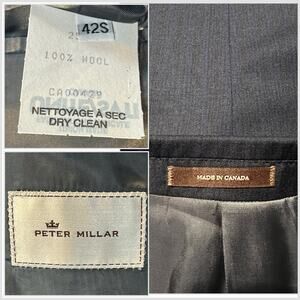 42S
100% WOOL
CA00429
NETTOYAGE À SEC
DRY CLEAN
MADE IN CANADA
PETER MILLAR